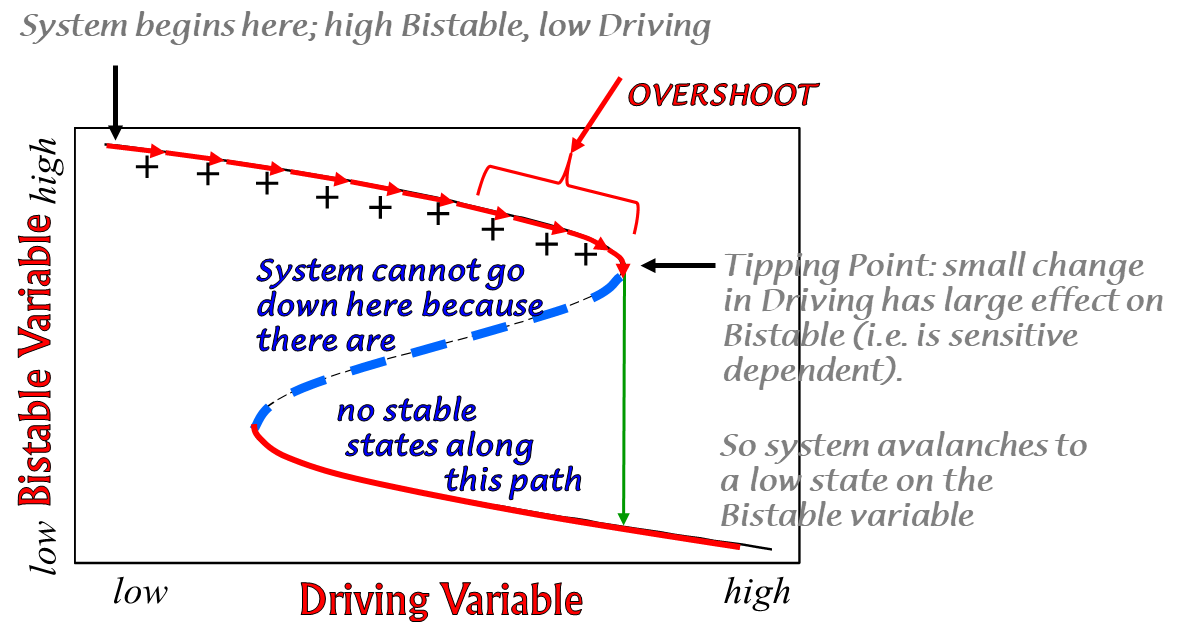 System begins here; high Bistable, low Driving
OVERSHOOT
high
Bistable Variable
low
+ + + + + + + + +
System cannot go
down here because
there are
no stable
states along
this path
Tipping Point: small change
in Driving has large effect on
Bistable (i.e. is sensitive
dependent).
So system avalanches to
a low state on the
Bistable variable
low
Driving Variable
high